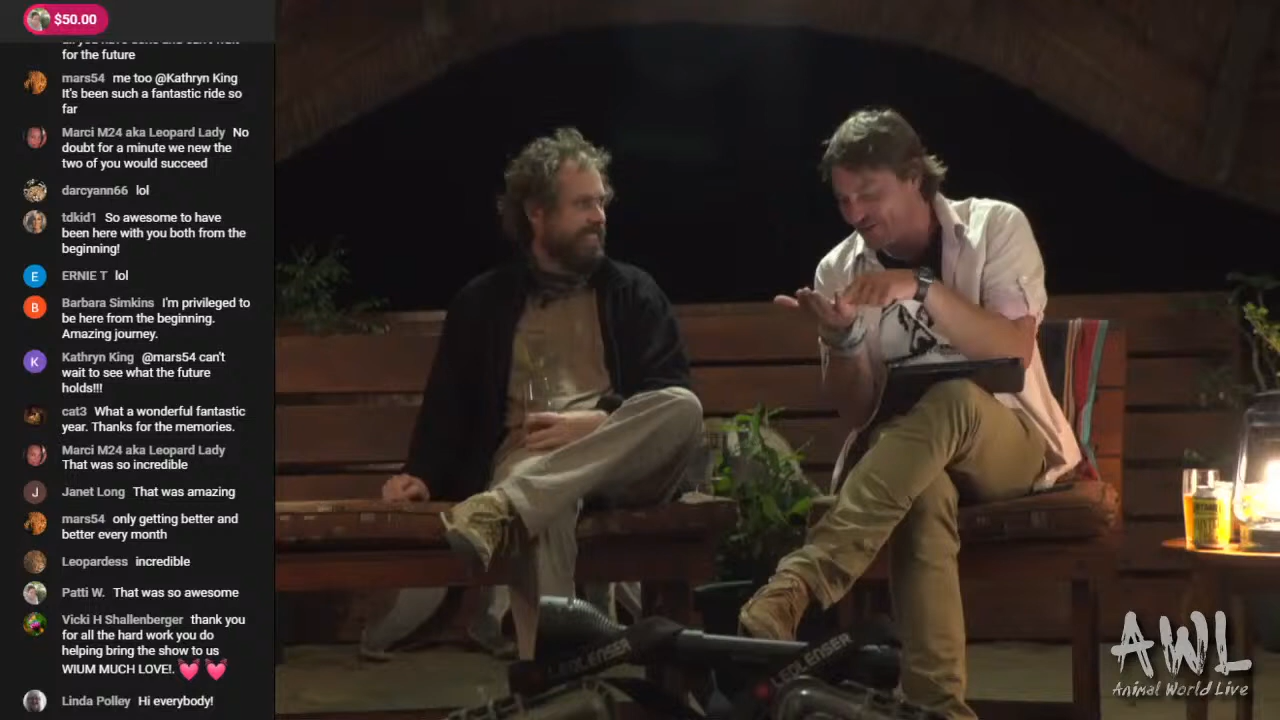 $50.00
for the future
mars54 me too @Kathryn King
It's been such a fantastic ride so
far
Marci M24 aka Leopard Lady No
doubt for a minute we new the
two of you would succeed
darcyann66 lol
tdkid1 So awesome to have
been here with you both from the
beginning!
E ERNIE T lol
B Barbara Simkins I'm privileged to
be here from the beginning.
Amazing journey.
K Kathryn King @mars54 can't
wait to see what the future
holds!!!
cat3 What a wonderful fantastic
year. Thanks for the memories.
Marci M24 aka Leopard Lady
That was so incredible
J Janet Long That was amazing
mars54 only getting better and
better every month
Leopardess incredible
Patti W. That was so awesome
Vicki H Shallenberger thank you
for all the hard work you do
helping bring the show to us
WIUM MUCH LOVE!.
Linda Polley Hi everybody!
LEDLENSER
LEDLENSER
AWL
Animal World Live